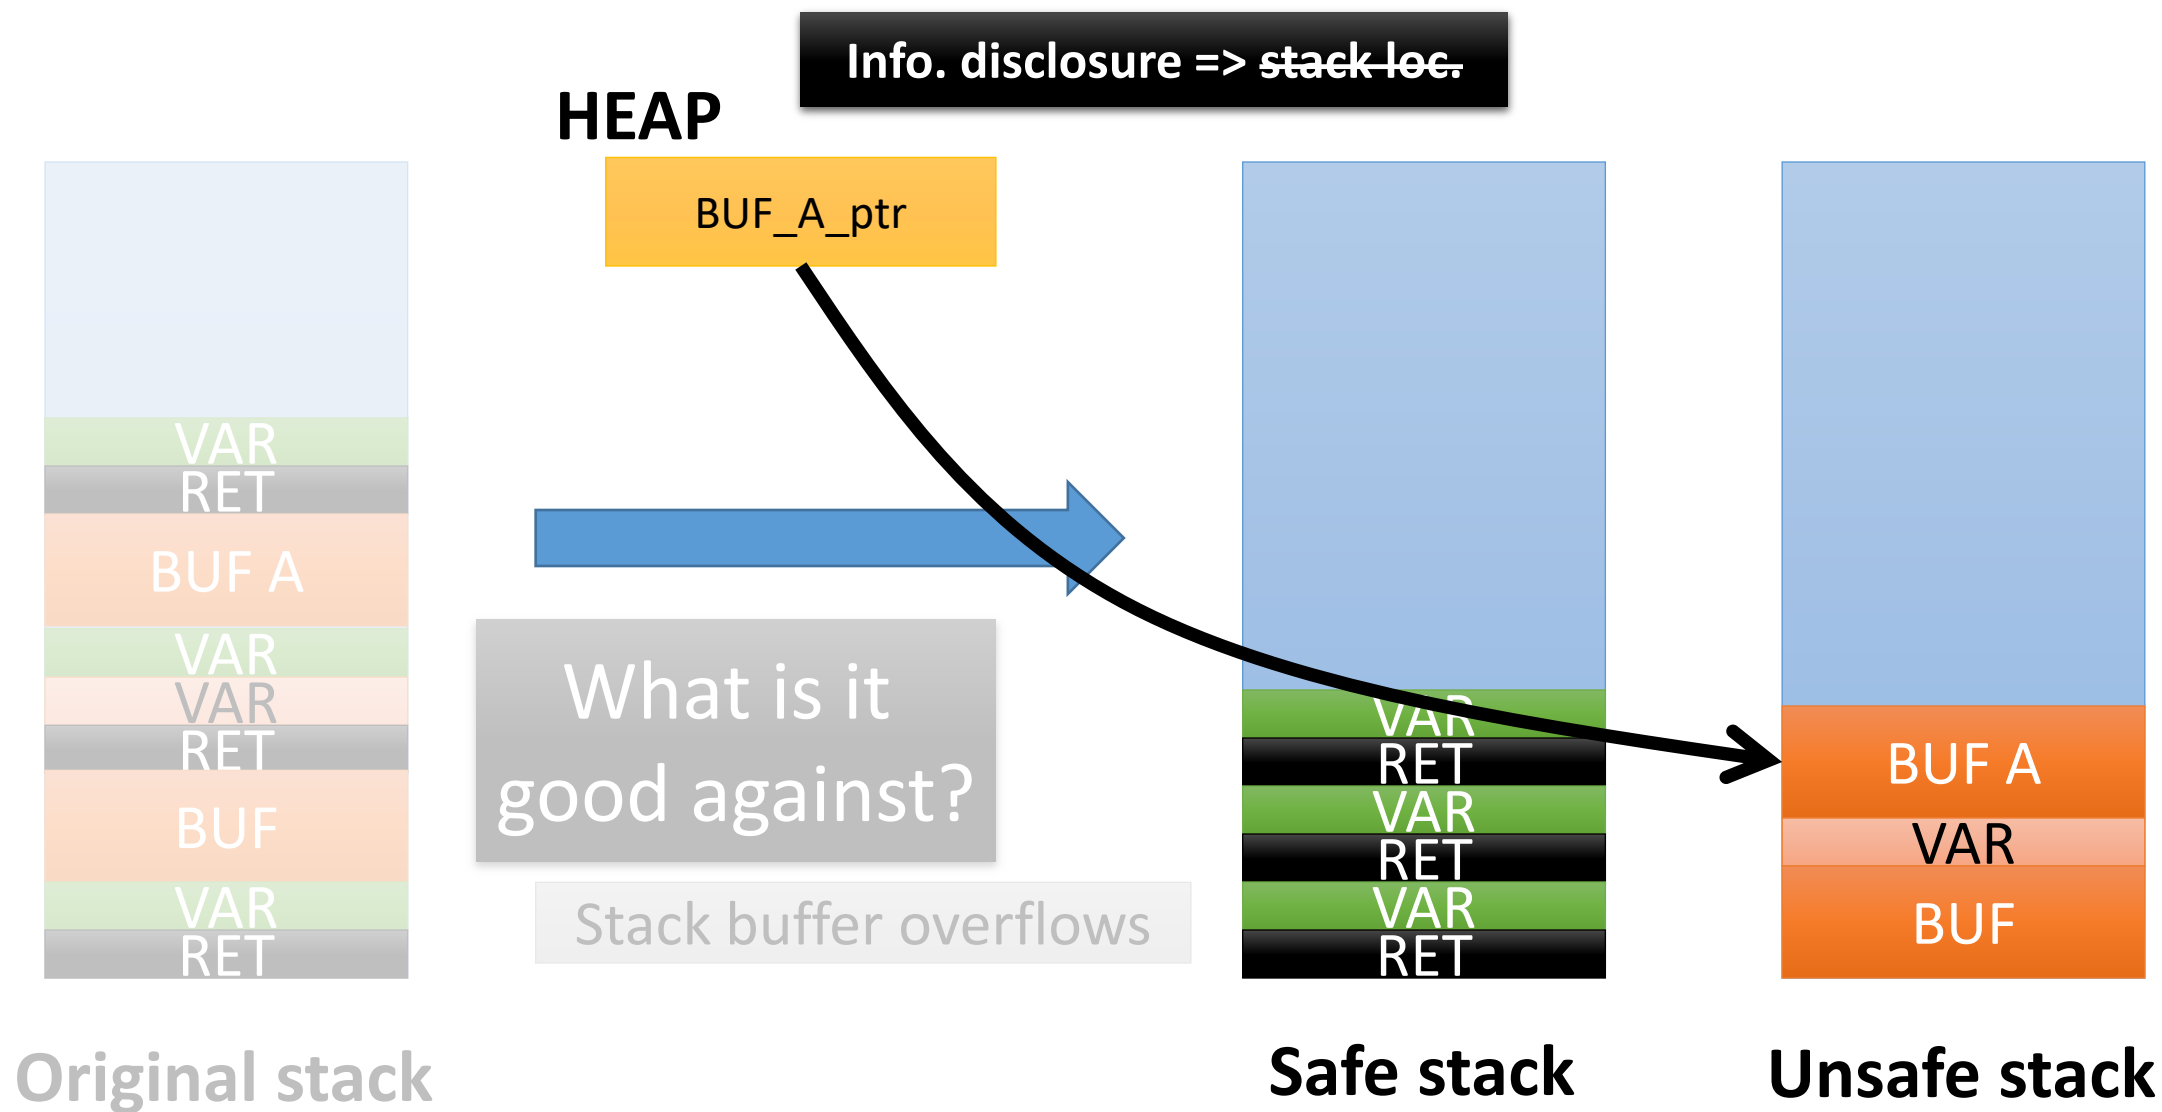 Info. disclosure => stack loc.
HEAP
BUF_A_ptr
VAR
RET
BUF A
VAR
VAR
RET
BUF
VAR
RET
What is it
good against?
Stack buffer overflows
VAR
RET
VAR
RET
VAR
RET
BUF A
VAR
BUF
Original stack
Safe stack
Unsafe stack